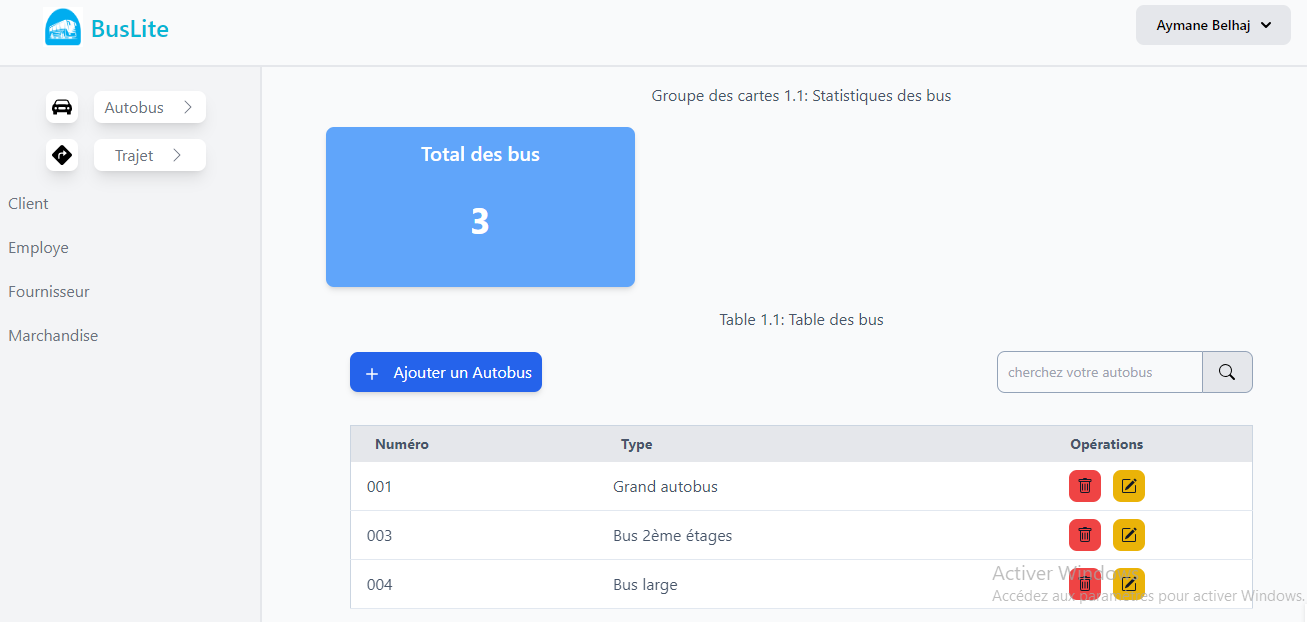 BusLite
Aymane Belhaj
Autobus
Trajet
Client
Employe
Fournisseur
Marchandise
Groupe des cartes 1.1: Statistiques des bus
Total des bus
3
Table 1.1: Table des bus
+ Ajouter un Autobus
cherchez votre autobus
Numéro Type Opérations
001 Grand autobus
003 Bus 2ème étages
004 Bus large
Activer Windows
Accédez aux paramètres pour activer Windows.